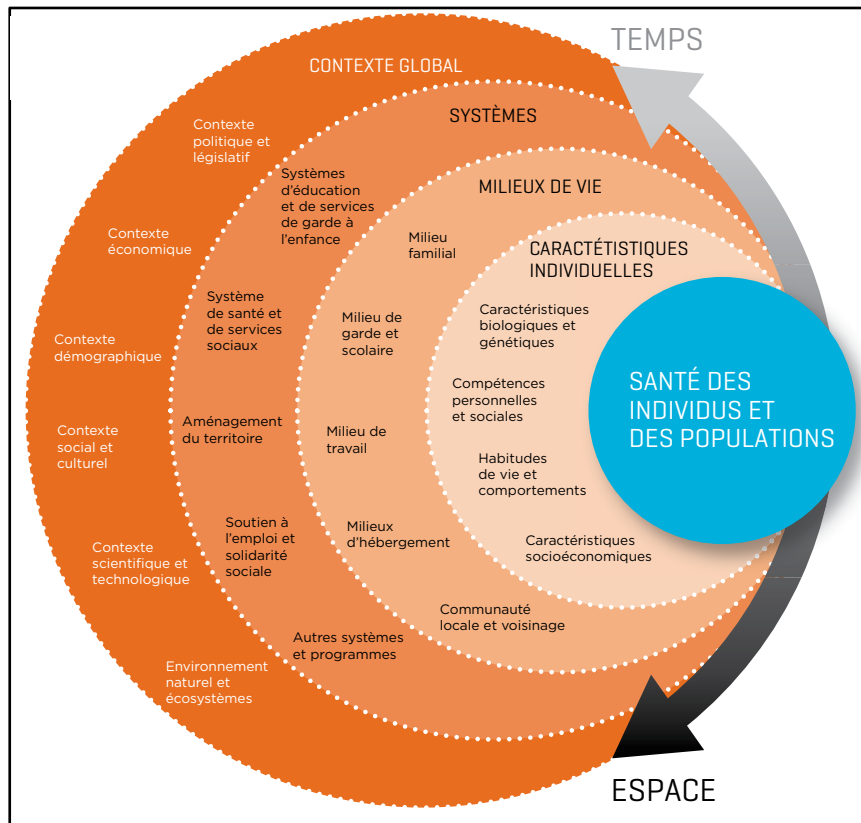 TEMPS
CONTEXTE GLOBAL
Contexte
politique et
législatif
Contexte
économique
Contexte
démographique
Contexte
social et
culturel
Contexte
scientifique et
technologique
Environnement
naturel et
écosystèmes
SYSTÈMES
Systèmes
d'éducation
et de services
de garde à
l'enfance
Système
de santé et
de services
sociaux
Aménagement
du territoire
Soutien à
l'emploi et
solidarité
sociale
Autres systèmes
et programmes
MILIEUX DE VIE
Milieu
familial
Milieu de
garde et
scolaire
Milieu de
travail
Milieux
d'hébergement
Communauté
locale et voisinage
CARACTÉTISTIQUES
INDIVIDUELLES
Caractéristiques
biologiques et
génétiques
Compétences
personnelles
et sociales
Habitudes
de vie et
comportements
Caractéristiques
socioéconomiques
SANTÉ DES
INDIVIDUS ET
DES POPULATIONS
ESPACE